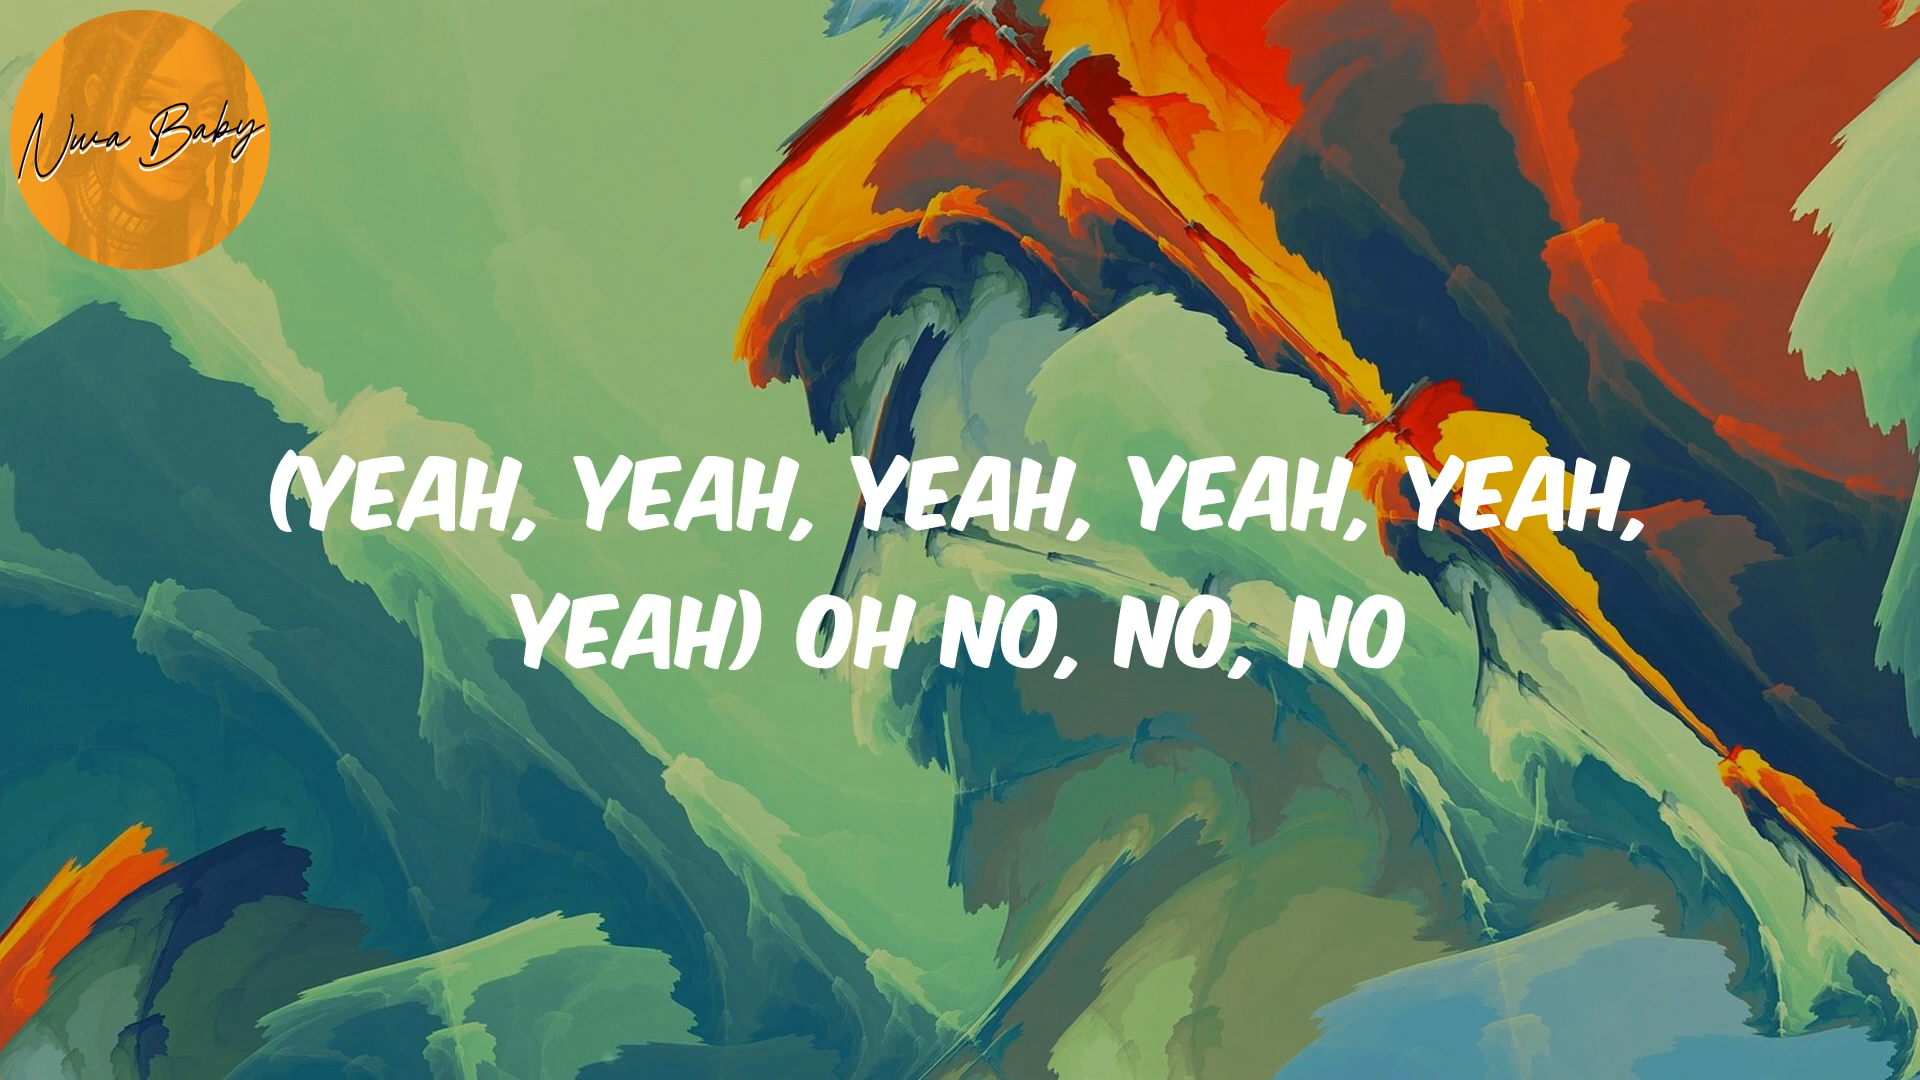 Nwa Baby
(YEAH, YEAH, YEAH, YEAH, YEAH,
YEAH) OH NO, NO, NO